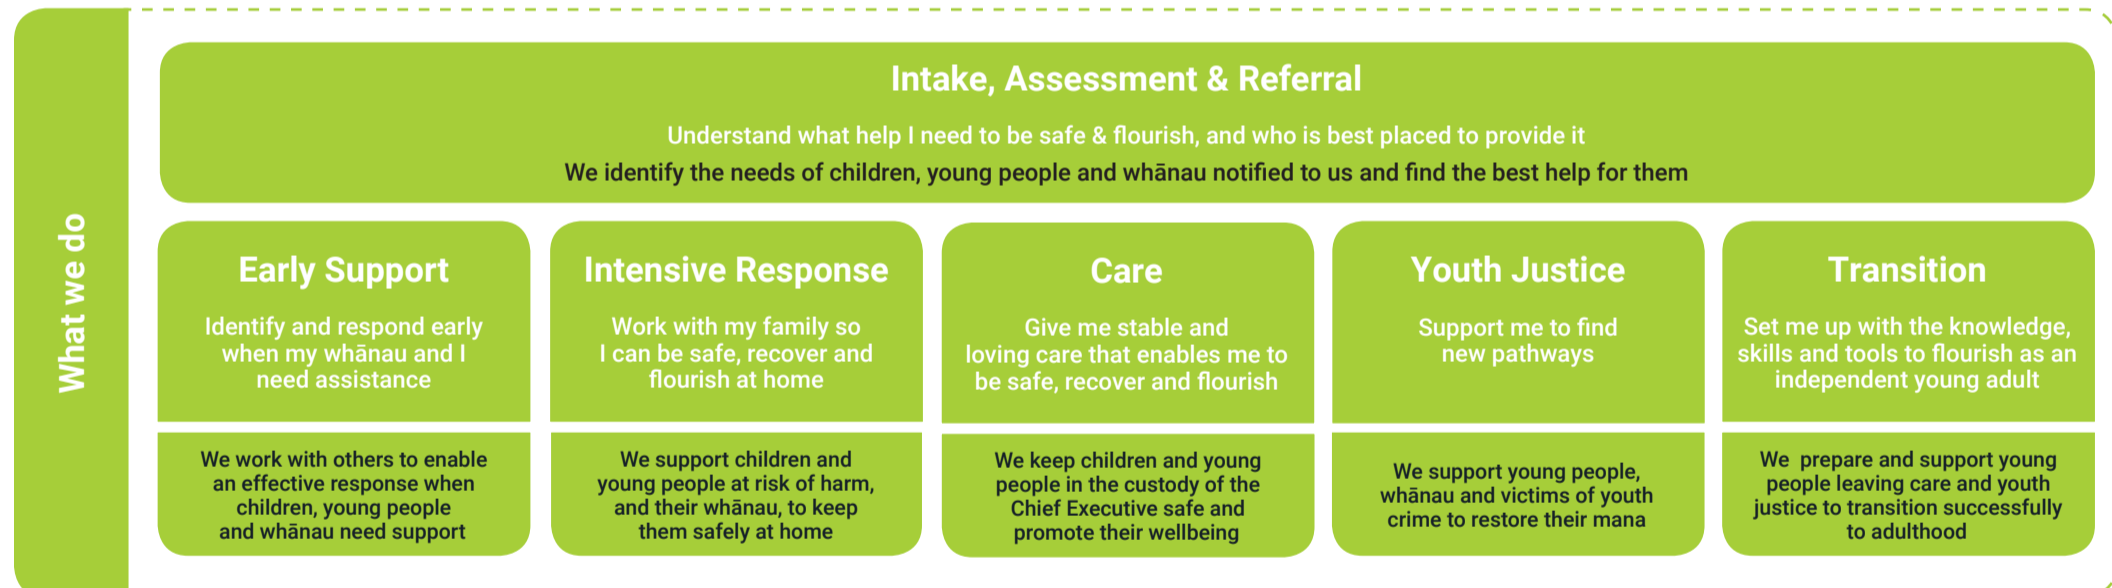 What we do
Intake, Assessment & Referral
Understand what help I need to be safe & flourish, and who is best placed to provide it
We identify the needs of children, young people and whānau notified to us and find the best help for them
Early Support
Identify and respond early
when my whānau and I
need assistance
We work with others to enable
an effective response when
children, young people
and whānau need support
Intensive Response
Work with my family so
I can be safe, recover and
flourish at home
We support children and
young people at risk of harm,
and their whānau, to keep
them safely at home
Care
Give me stable and
loving care that enables me to
be safe, recover and flourish
We keep children and young
people in the custody of the
Chief Executive safe and
promote their wellbeing
Youth Justice
Support me to find
new pathways
We support young people,
whānau and victims of youth
crime to restore their mana
Transition
Set me up with the knowledge,
skills and tools to flourish as an
independent young adult
We prepare and support young
people leaving care and youth
justice to transition successfully
to adulthood